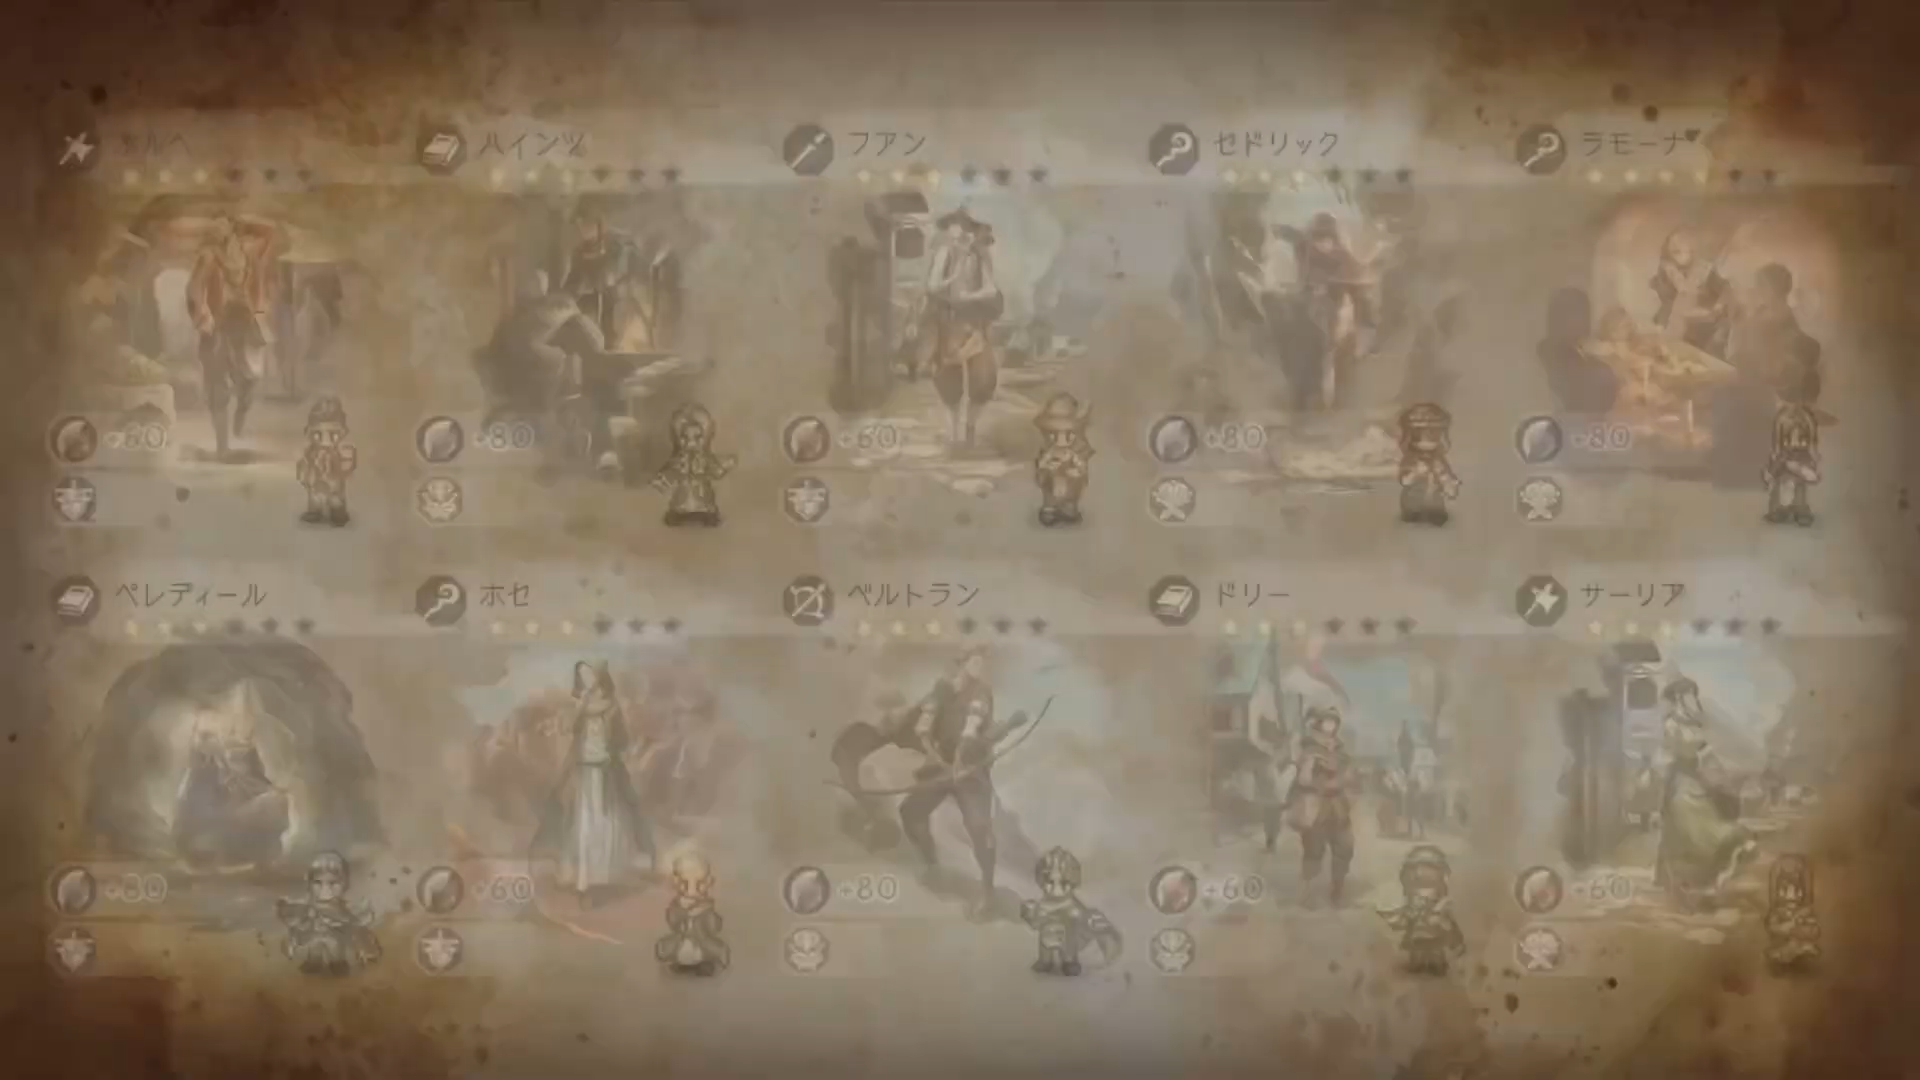 ハインツ
フアン
セドリック
ラモーナ
+60
+80
+60
+80
+80
ペレディール
ホセ
ベルトラン
ドリー
サーリア
+80
+60
+80
+60
+60